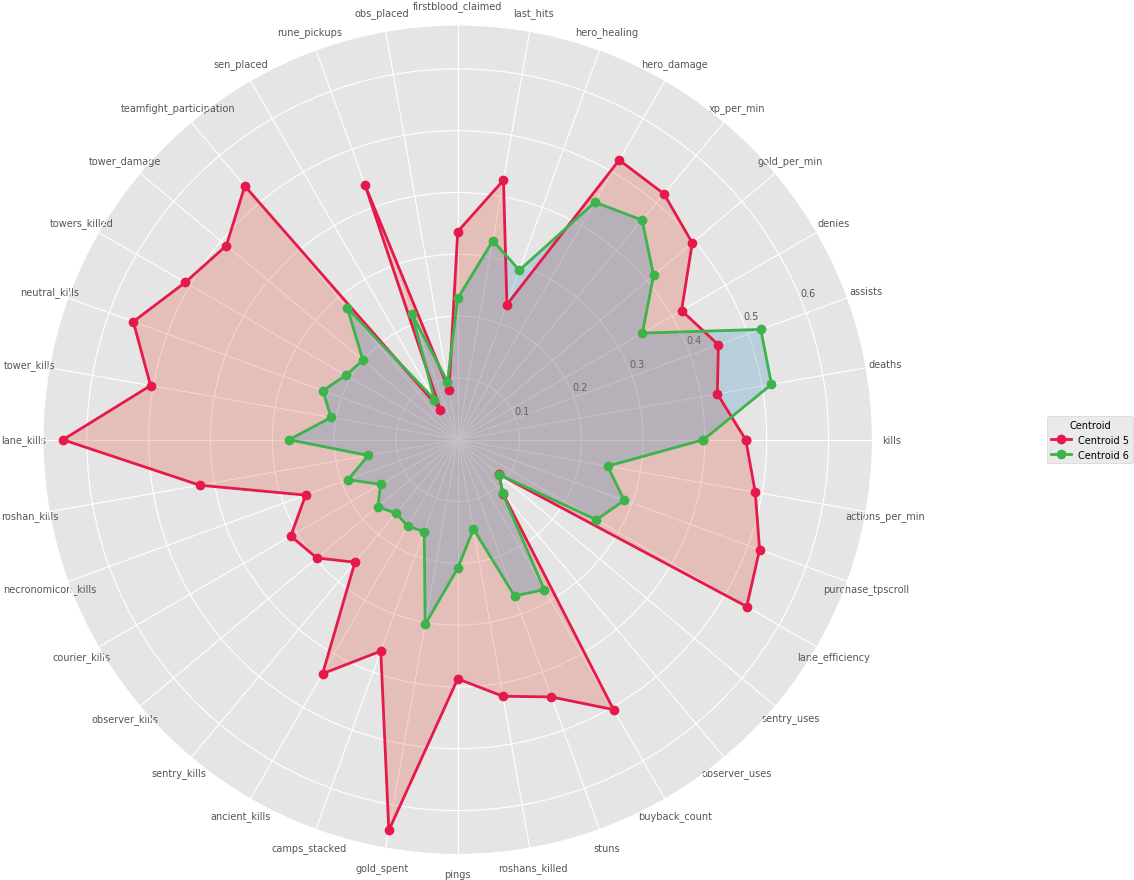 firstblood_claimed
obs_placed
last_hits
rune_pickups
hero_healing
sen_placed
hero_damage
teamfight_participation
xp_per_min
tower_damage
gold_per_min
towers_killed
denies
neutral_kills
assists
0.6
0.5
0.4
0.3
0.2
0.1
tower_kills
deaths
lane_kills
kills
Centroid
Centroid 5
Centroid 6
roshan_kills
actions_per_min
necronomicon_kills
purchase_tpscroll
courier_kills
lane_efficiency
observer_kills
sentry_uses
sentry_kills
observer_uses
ancient_kills
buyback_count
camps_stacked
stuns
gold_spent
roshans_killed
pings